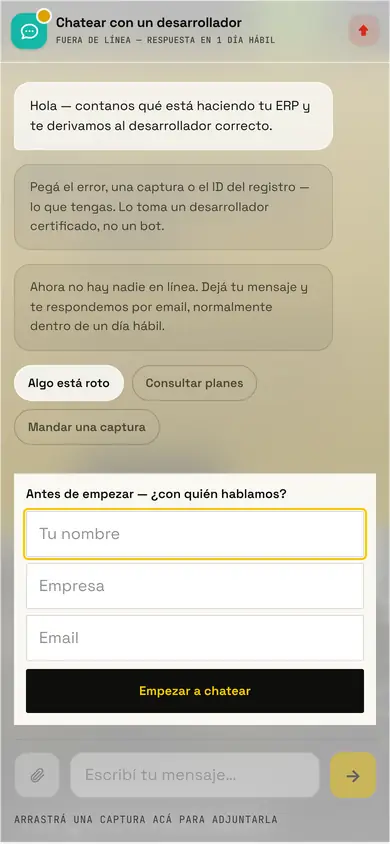 Chatear con un desarrollador
FUERA DE LÍNEA — RESPUESTA EN 1 DÍA HÁBIL
Hola — contanos qué está haciendo tu ERP y
te derivamos al desarrollador correcto.
Pegá el error, una captura o el ID del registro —
lo que tengas. Lo toma un desarrollador
certificado, no un bot.
Ahora no hay nadie en línea. Dejá tu mensaje y
te respondemos por email, normalmente
dentro de un día hábil.
Algo está roto
Consultar planes
Mandar una captura
Antes de empezar — ¿con quién hablamos?
Tu nombre
Empresa
Email
Empezar a chatear
Escribí tu mensaje...
ARRASTRÁ UNA CAPTURA ACÁ PARA ADJUNTARLA